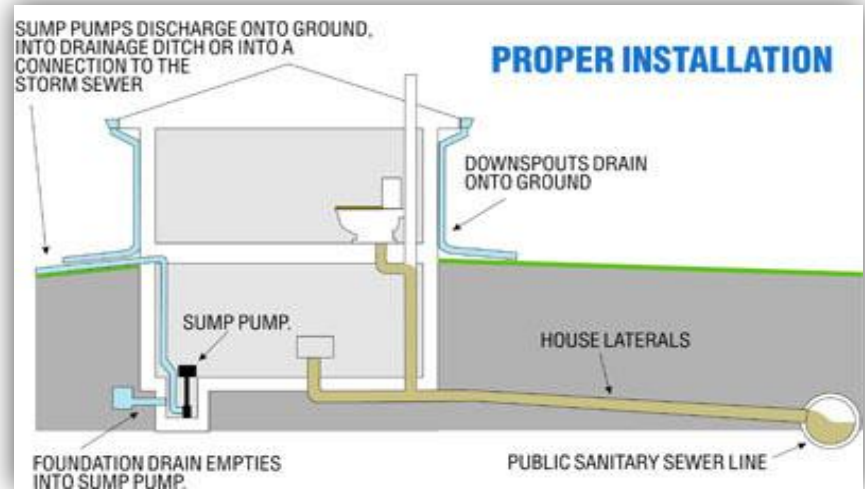 SUMP PUMPS DISCHARGE ONTO GROUND,
INTO DRAINAGE DITCH OR INTO A
CONNECTION TO THE
STORM SEWER
PROPER INSTALLATION
DOWNSPOUTS DRAIN
ONTO GROUND
SUMP PUMP.
HOUSE LATERALS
FOUNDATION DRAIN EMPTIES
INTO SUMP PUMP.
PUBLIC SANITARY SEWER LINE